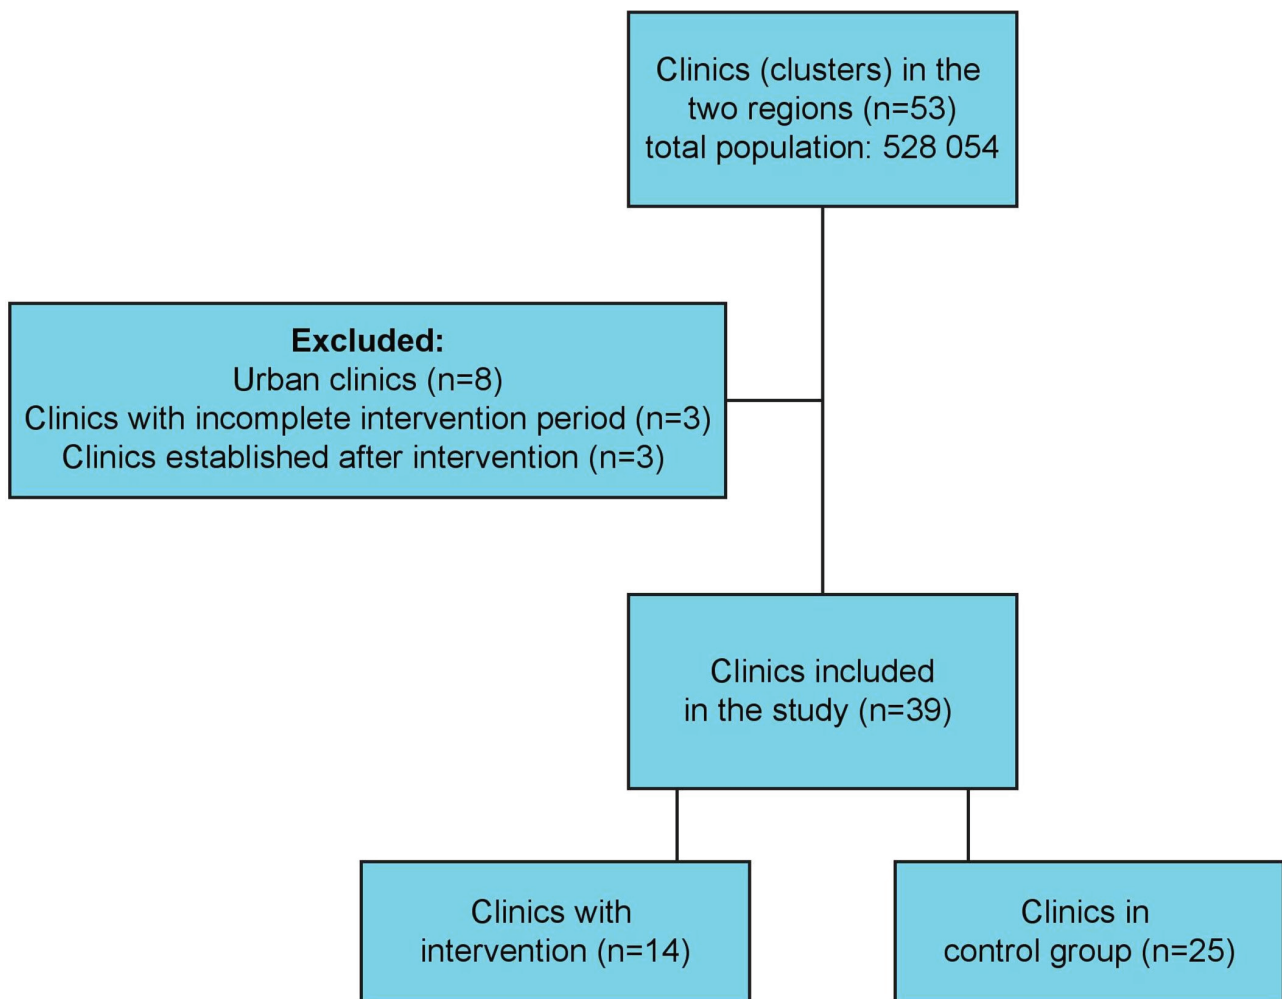 Clinics (clusters) in the
two regions (n=53)
total population: 528 054
Excluded:
Urban clinics (n=8)
Clinics with incomplete intervention period (n=3)
Clinics established after intervention (n=3)
Clinics included
in the study (n=39)
Clinics with
intervention (n=14)
Clinics in
control group (n=25)